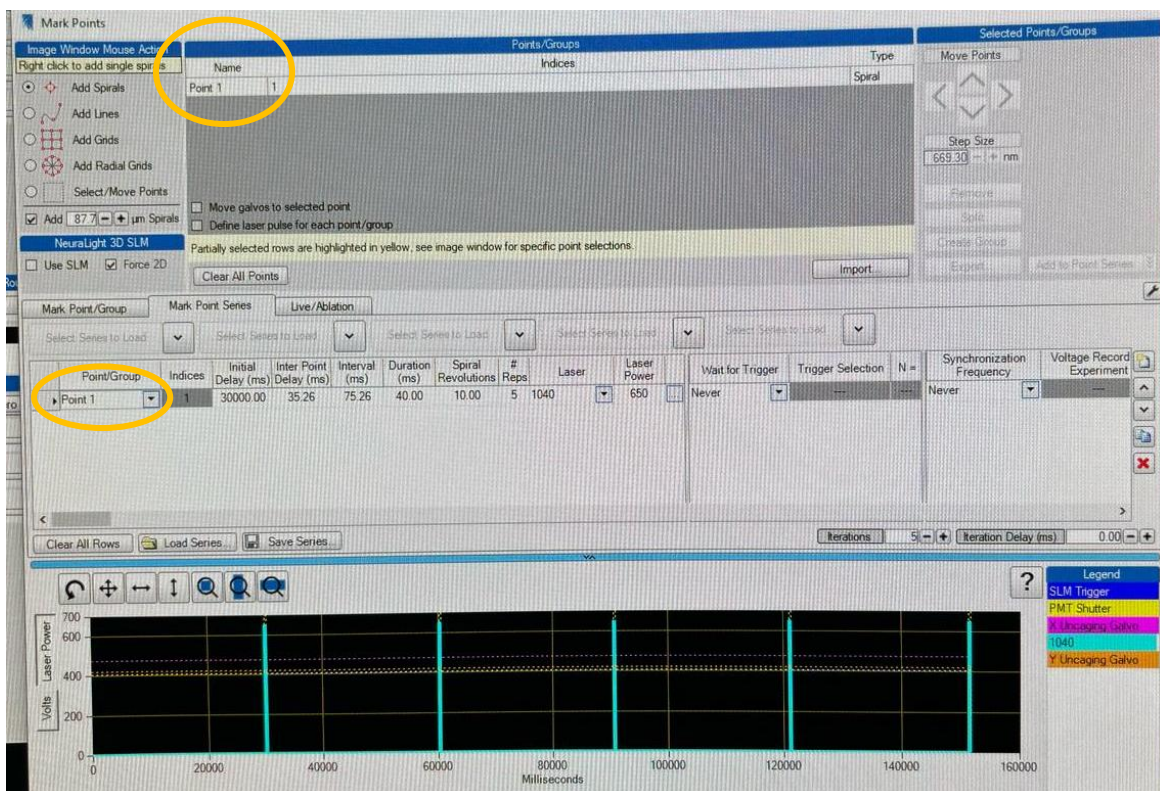 Mark Points
Image Window Mouse Action
Right click to add single spirals
Add Spirals
Add Lines
Add Grids
Add Radial Grids
Select/Move Points
Add 87.7 - + µm Spirals
NeuraLight 3D SLM
Use SLM Force 2D
Points/Groups
Name Indices Type
Point 1 1 Spiral
Move galvos to selected point
Define laser pulse for each point/group
Partially selected rows are highlighted in yellow, see image window for specific point selections.
Clear All Points Import
Selected Points/Groups
Move Points
Step Size
669.30 - + nm
Remove
Split
Create Group
Export Add to Point Series
Mark Point/Group Mark Point Series Live/Ablation
Select Series to Load Select Series to Load Select Series to Load Select Series to Load Select Series to Load
Point/Group Indices Initial Delay (ms) Inter Point Delay (ms) Interval (ms) Duration (ms) Spiral Revolutions # Reps Laser Laser Power Wait for Trigger Trigger Selection N = Synchronization Frequency Voltage Record Experiment
Point 1 1 30000.00 35.26 75.26 40.00 10.00 5 1040 650 ... Never --- --- Never ---
Clear All Rows Load Series... Save Series... Iterations 5 - + Iteration Delay (ms) 0.00 - +
?
Legend
SLM Trigger
PMT Shutter
X Uncaging Galvo
1040
Y Uncaging Galvo
Laser Power
Volts
700
600
400
200
0
0 20000 40000 60000 80000 100000 120000 140000 160000
Milliseconds